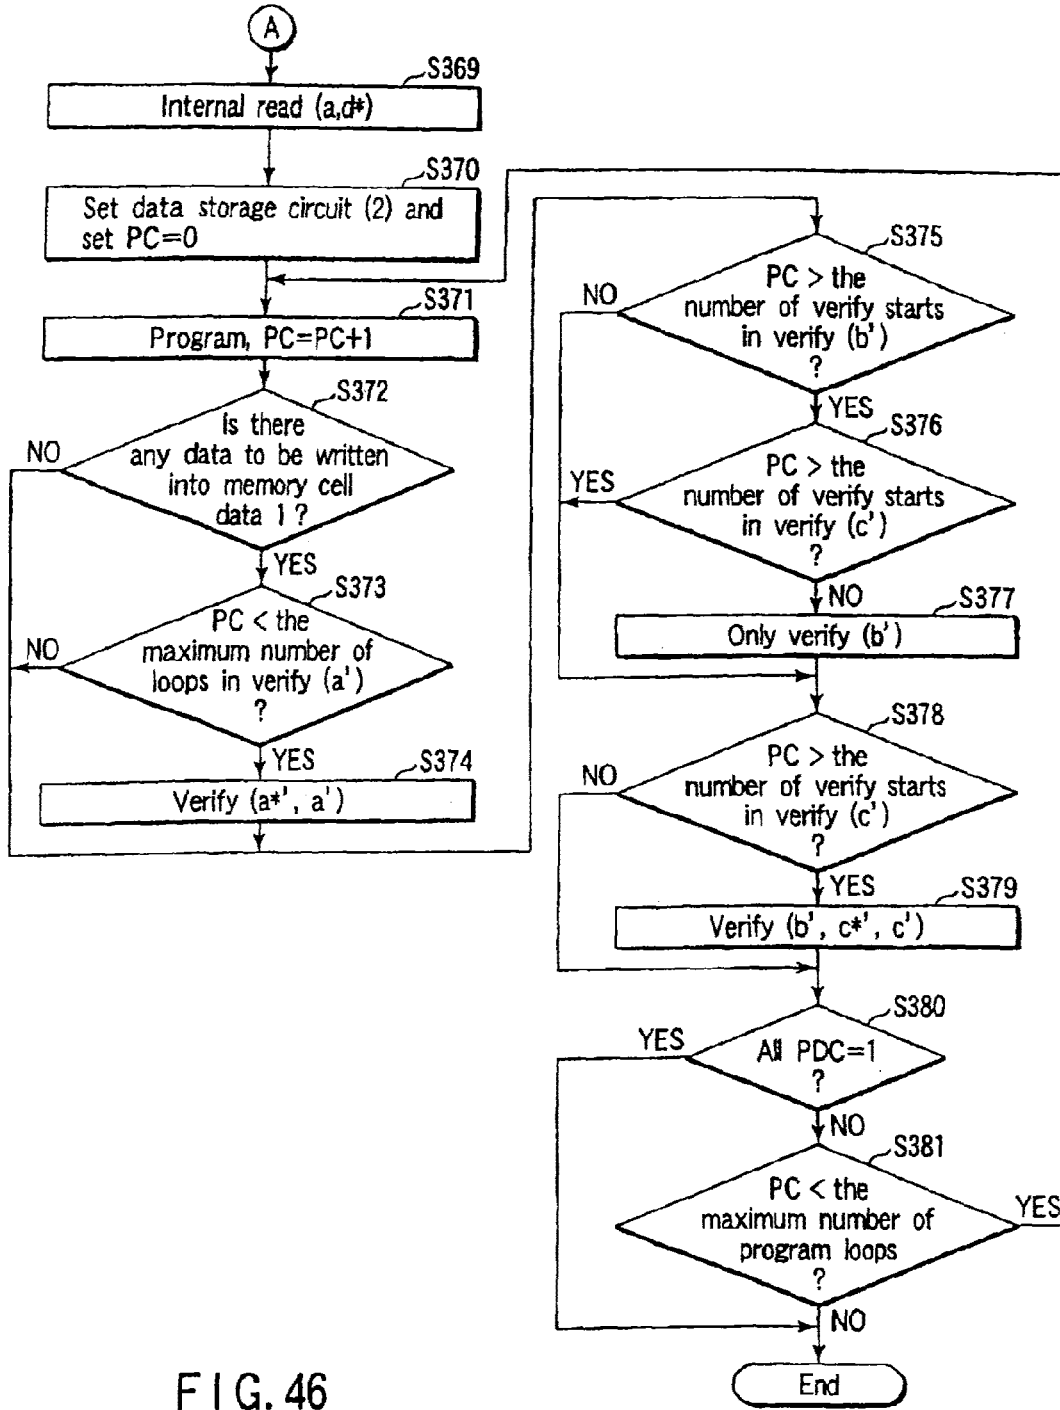 A
S369
Internal read (a,d*)
S370
Set data storage circuit (2) and
set PC=0
S371
Program, PC=PC+1
S372
Is there
any data to be written
into memory cell
data 1 ?
NO
YES
S373
PC < the
maximum number of
loops in verify (a')
?
NO
YES
S374
Verify (a*', a')
S375
PC > the
number of verify starts
in verify (b')
?
NO
YES
S376
PC > the
number of verify starts
in verify (c')
?
YES
NO
S377
Only verify (b')
S378
PC > the
number of verify starts
in verify (c')
?
NO
YES
S379
Verify (b', c*', c')
S380
All PDC=1
?
YES
NO
S381
PC < the
maximum number of
program loops
?
YES
NO
End
FIG. 46